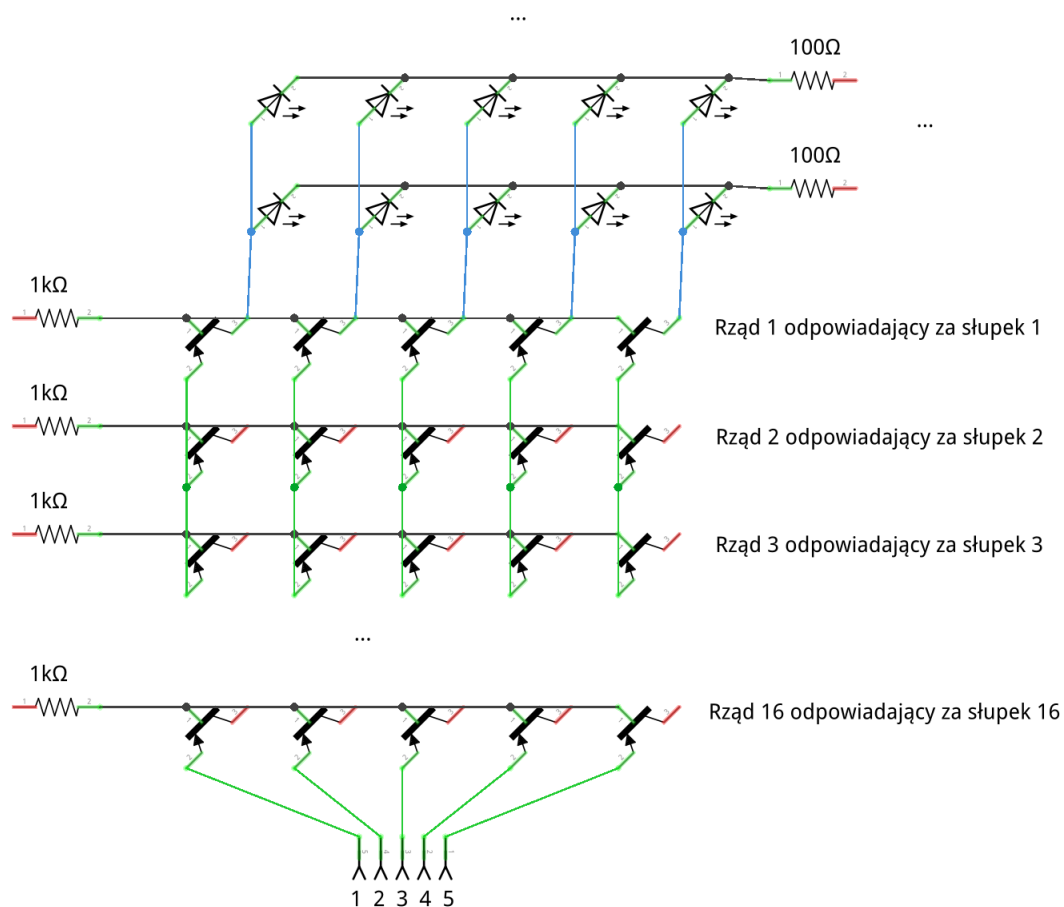 ...
100Ω
...
100Ω
1kΩ
Rząd 1 odpowiadający za słupek 1
1kΩ
Rząd 2 odpowiadający za słupek 2
1kΩ
Rząd 3 odpowiadający za słupek 3
...
1kΩ
Rząd 16 odpowiadający za słupek 16
1 2 3 4 5